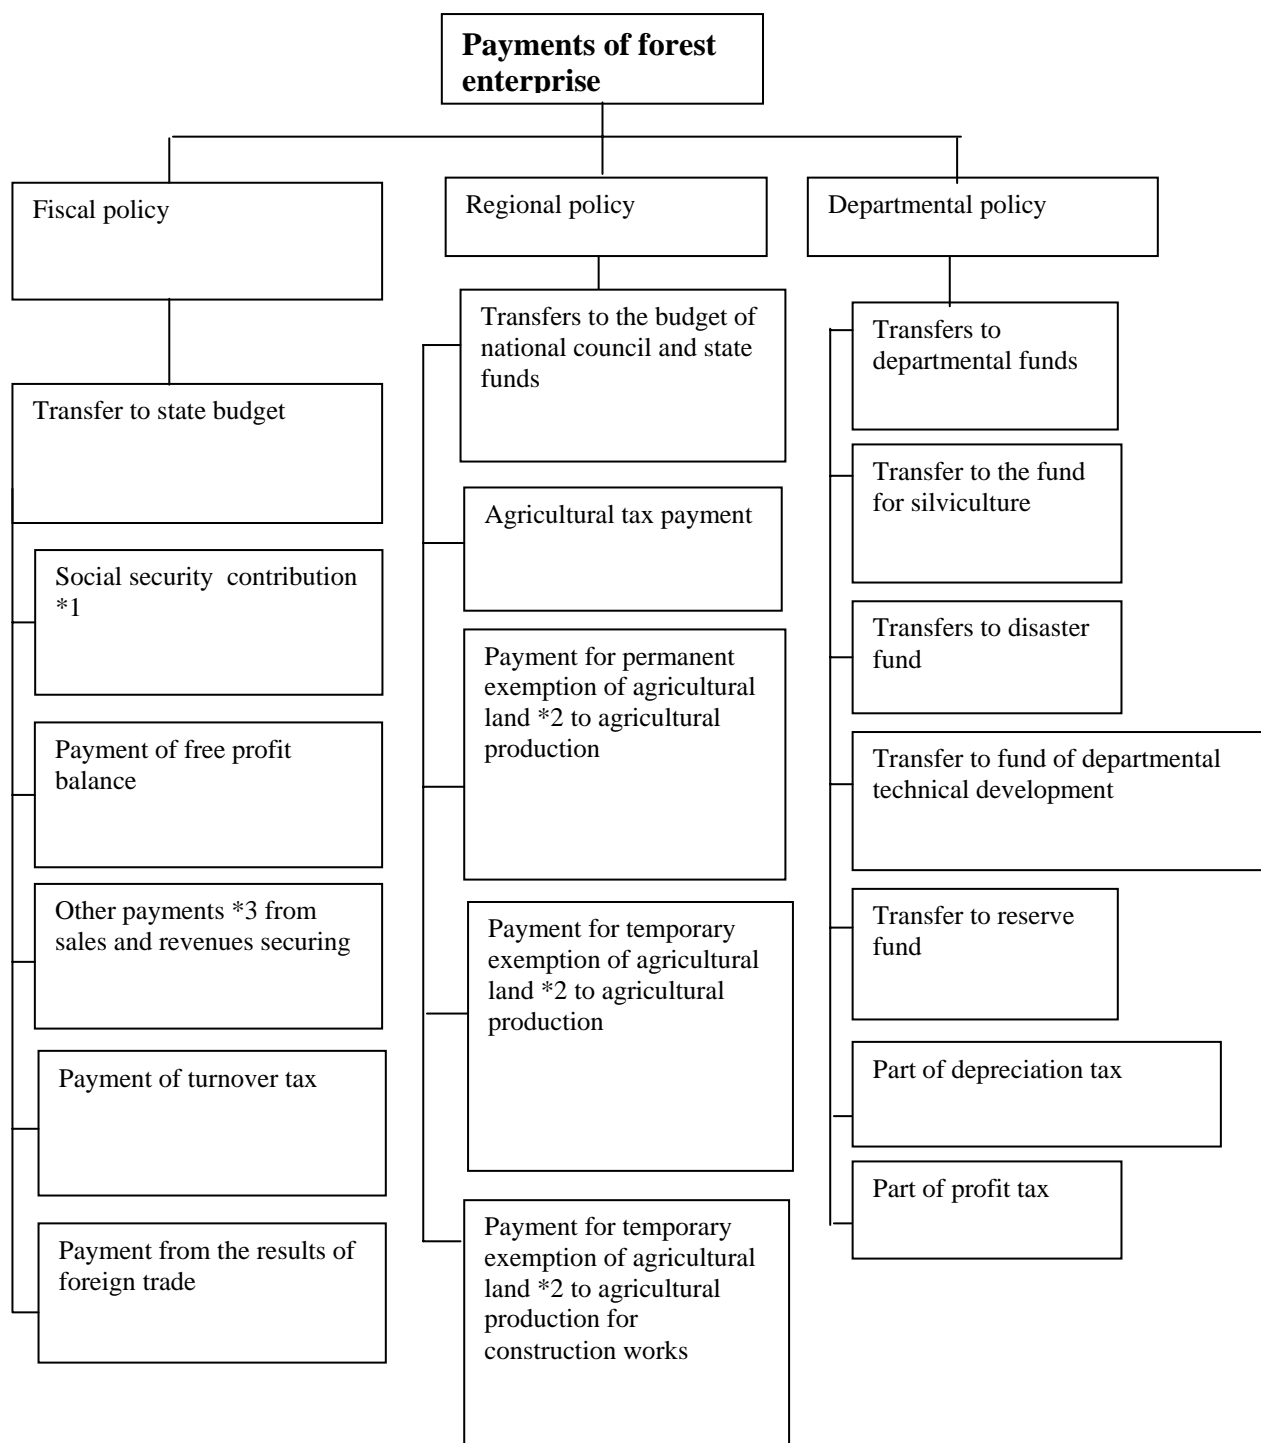 Payments of forest
enterprise
Fiscal policy
Regional policy
Departmental policy
Transfer to state budget
Social security  contribution
*1
Payment of free profit
balance
Other payments *3 from
sales and revenues securing
Payment of turnover tax
Payment from the results of
foreign trade
Transfers to the budget of
national council and state
funds
Agricultural tax payment
Payment for permanent
exemption of agricultural
land *2 to agricultural
production
Payment for temporary
exemption of agricultural
land *2 to agricultural
production
Payment for temporary
exemption of agricultural
land *2 to agricultural
production for
construction works
Transfers to
departmental funds
Transfer to the fund
for silviculture
Transfers to disaster
fund
Transfer to fund of departmental
technical development
Transfer to reserve
fund
Part of depreciation tax
Part of profit tax